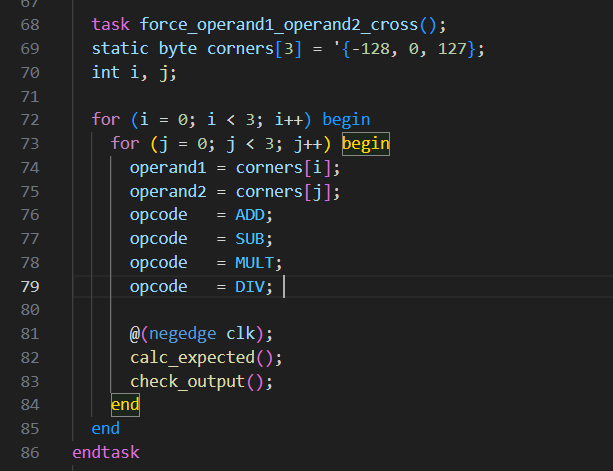 67
68 task force_operand1_operand2_cross();
69 static byte corners[3] = '{-128, 0, 127};
70 int i, j;
71
72 for (i = 0; i < 3; i++) begin
73 for (j = 0; j < 3; j++) begin
74 operand1 = corners[i];
75 operand2 = corners[j];
76 opcode   = ADD;
77 opcode   = SUB;
78 opcode   = MULT;
79 opcode   = DIV;
80
81 @(negedge clk);
82 calc_expected();
83 check_output();
84 end
85 end
86 endtask